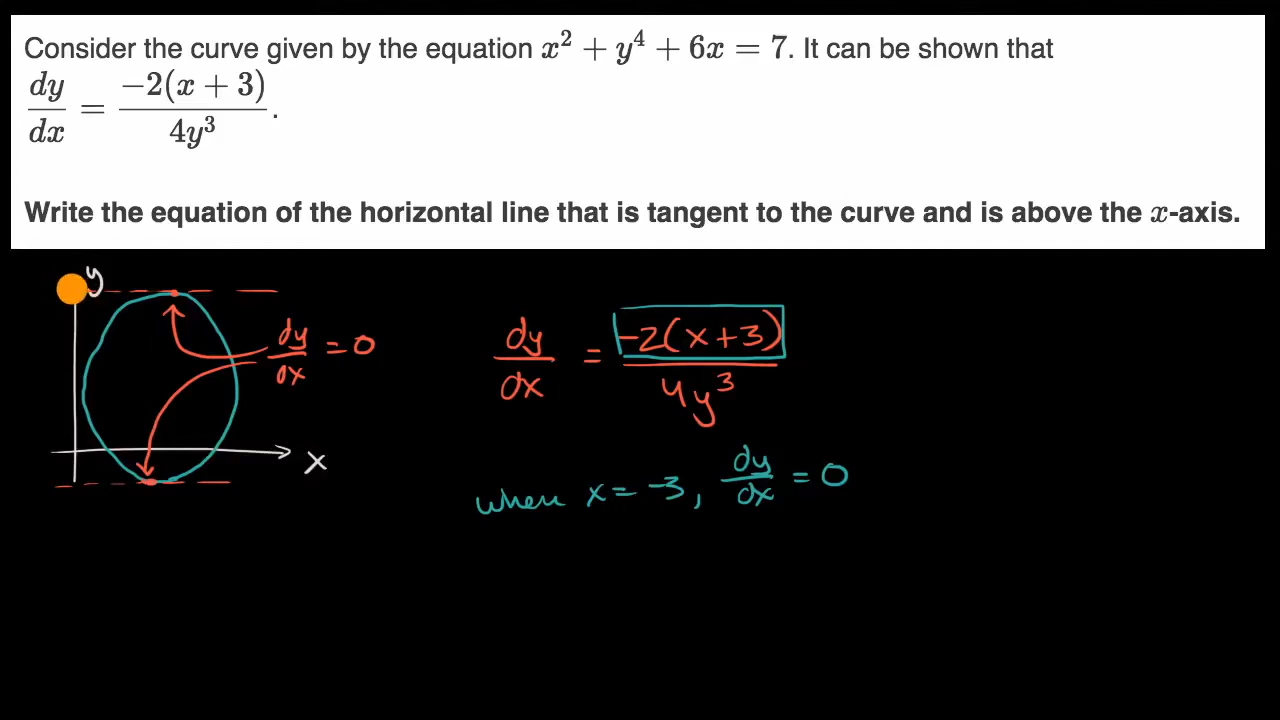 Consider the curve given by the equation x² + y⁴ + 6x = 7. It can be shown that
dy/dx = −2(x + 3)/4y³.
Write the equation of the horizontal line that is tangent to the curve and is above the x-axis.
y
dy/dx = 0
x
dy/dx = −2(x+3)/4y³
when x = −3, dy/dx = 0